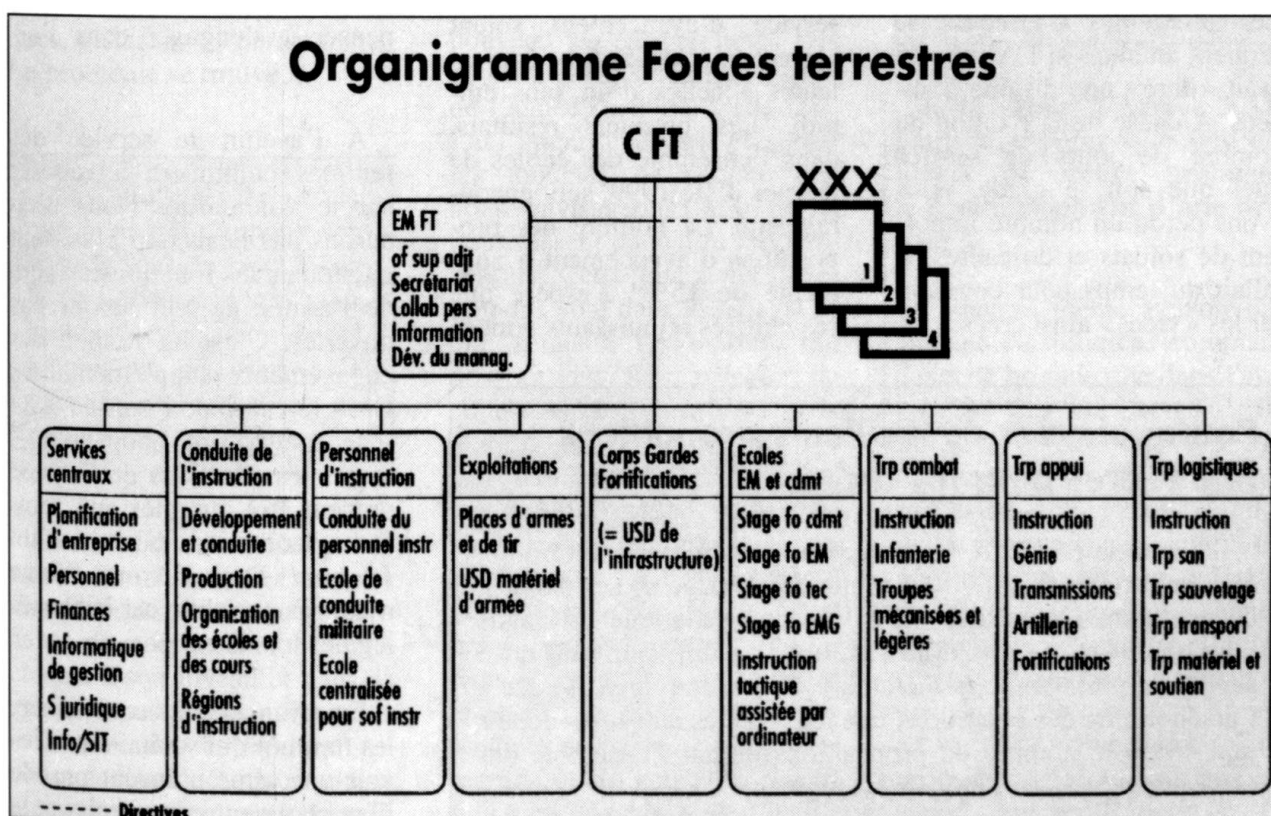 Organigramme Forces terrestres
C FT
XXX
1
2
3
4
EM FT
of sup adjt
Secrétariat
Collab pers
Information
Dév. du manag.
Services
centraux
Planification
d'entreprise
Personnel
Finances
Informatique
de gestion
S juridique
Info/SIT
Conduite de
l'instruction
Développement
et conduite
Production
Organisation
des écoles et
des cours
Régions
d'instruction
Personnel
d'instruction
Conduite du
personnel instr
Ecole de
conduite
militaire
Ecole
centralisée
pour sof instr
Exploitations
Places d'armes
et de tir
USD matériel
d'armée
Corps Gardes
Fortifications
(= USD de
l'infrastructure)
Ecoles
EM et cdmt
Stage fo cdmt
Stage fo EM
Stage fo tec
Stage fo EMG
instruction
tactique
assistée par
ordinateur
Trp combat
Instruction
Infanterie
Troupes
mécanisées et
légères
Trp appui
Instruction
Génie
Transmissions
Artillerie
Fortifications
Trp logistiques
Instruction
Trp san
Trp sauvetage
Trp transport
Trp matériel et
soutien
------ Directives